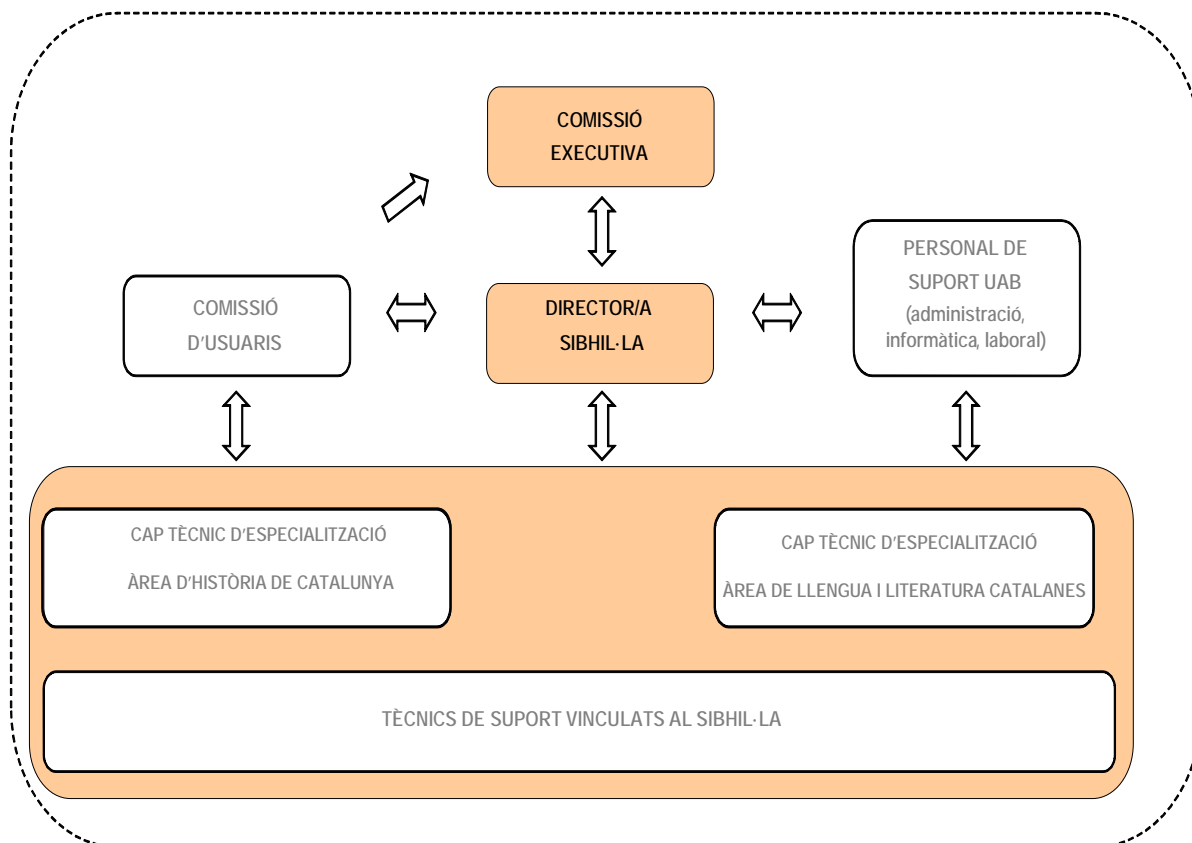 COMISSIÓ
EXECUTIVA
PERSONAL DE
SUPORT UAB
(administració,
informàtica, laboral)
COMISSIÓ
D'USUARIS
DIRECTOR/A
SIBHIL·LA
CAP TÈCNIC D'ESPECIALITZACIÓ
ÀREA D'HISTÒRIA DE CATALUNYA
CAP TÈCNIC D'ESPECIALITZACIÓ
ÀREA DE LLENGUA I LITERATURA CATALANES
TÈCNICS DE SUPORT VINCULATS AL SIBHIL·LA